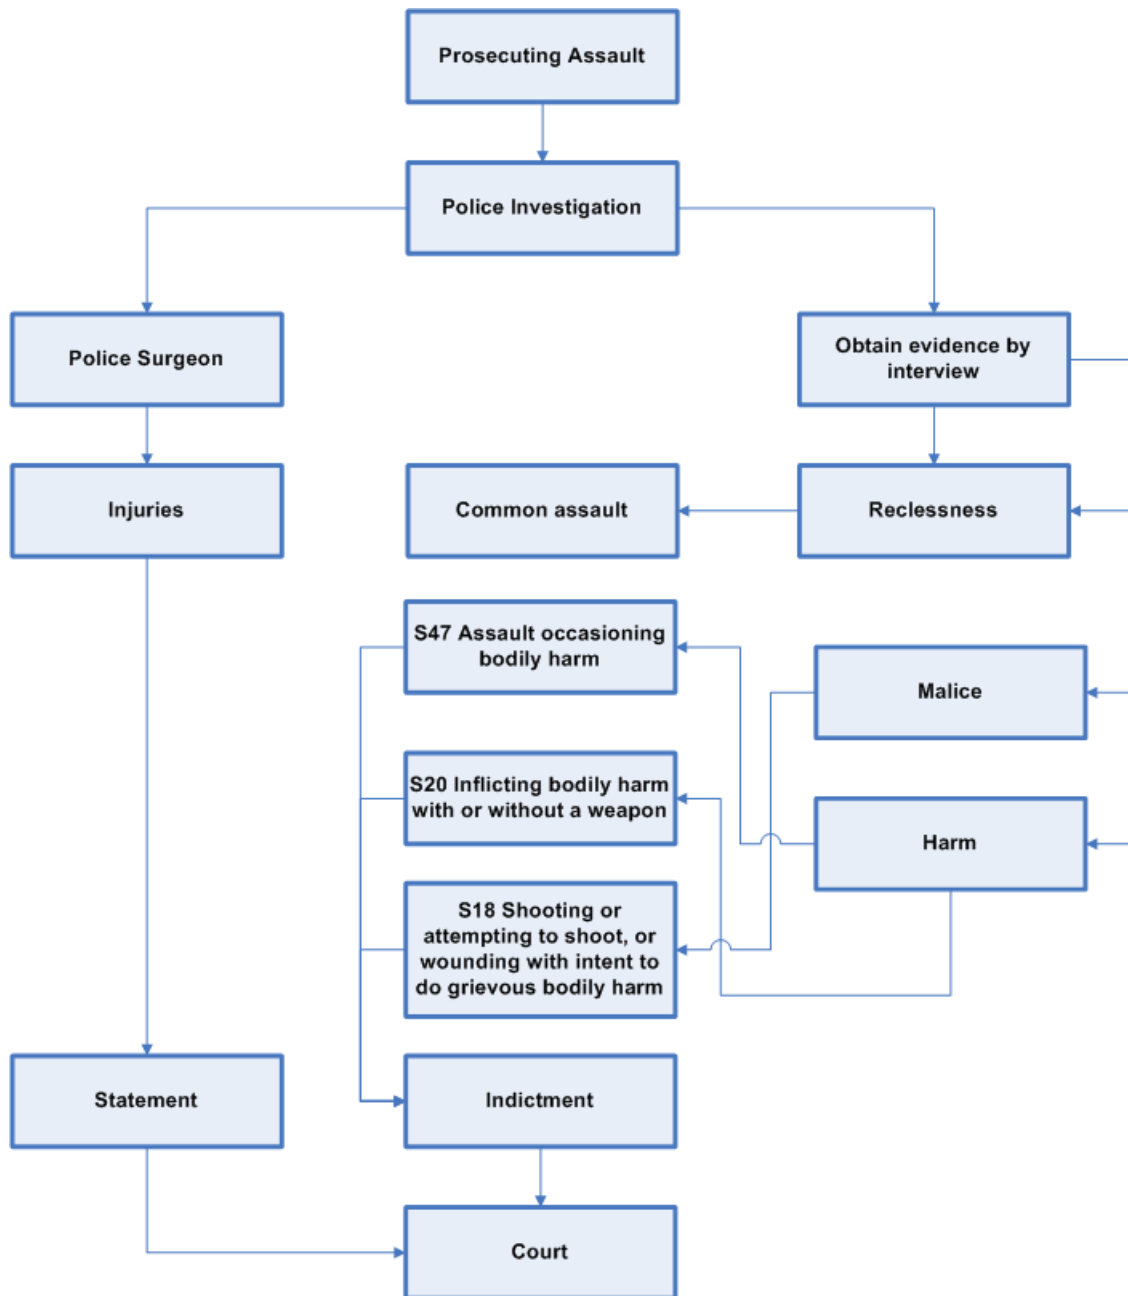 Prosecuting Assault
Police Investigation
Police Surgeon
Obtain evidence by
interview
Injuries
Common assault
Reclessness
S47 Assault occasioning
bodily harm
Malice
S20 Inflicting bodily harm
with or without a weapon
Harm
S18 Shooting or
attempting to shoot, or
wounding with intent to
do grievous bodily harm
Statement
Indictment
Court